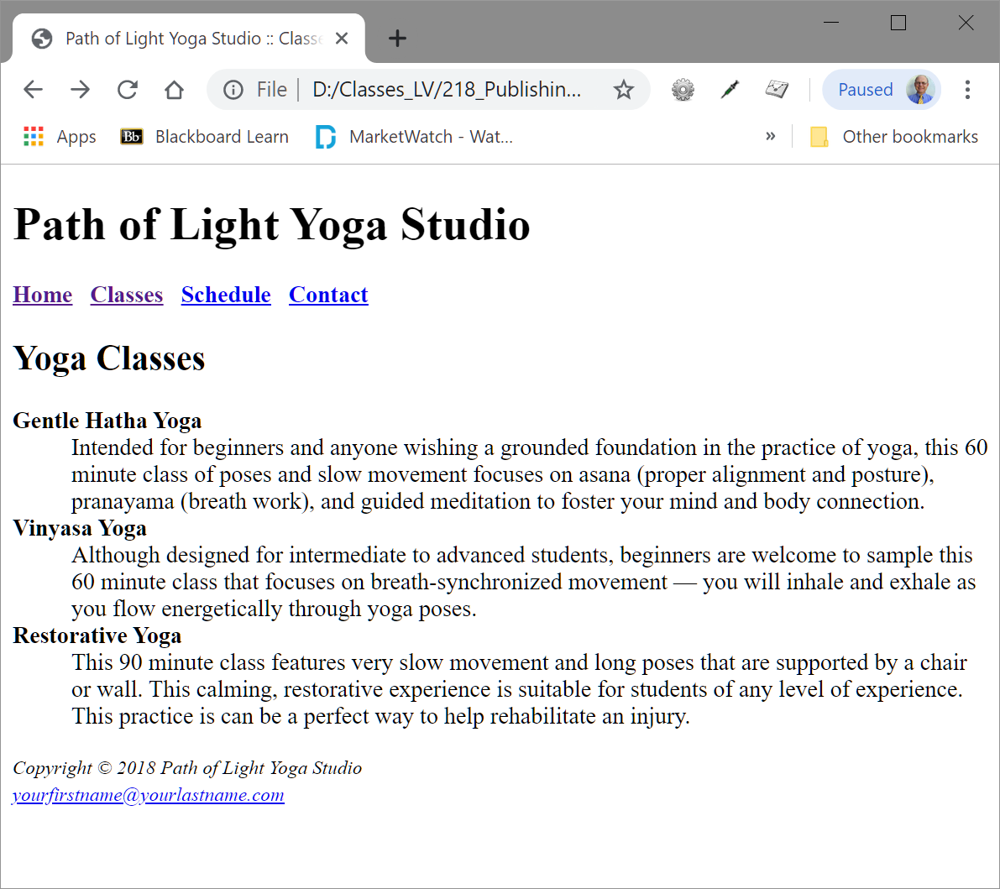 Path of Light Yoga Studio :: Classe
File | D:/Classes_LV/218_Publishin... Paused
Apps Bb Blackboard Learn MarketWatch - Wat... » Other bookmarks
Path of Light Yoga Studio
Home Classes Schedule Contact
Yoga Classes
Gentle Hatha Yoga
Intended for beginners and anyone wishing a grounded foundation in the practice of yoga, this 60
minute class of poses and slow movement focuses on asana (proper alignment and posture),
pranayama (breath work), and guided meditation to foster your mind and body connection.
Vinyasa Yoga
Although designed for intermediate to advanced students, beginners are welcome to sample this
60 minute class that focuses on breath-synchronized movement — you will inhale and exhale as
you flow energetically through yoga poses.
Restorative Yoga
This 90 minute class features very slow movement and long poses that are supported by a chair
or wall. This calming, restorative experience is suitable for students of any level of experience.
This practice is can be a perfect way to help rehabilitate an injury.
Copyright © 2018 Path of Light Yoga Studio
yourfirstname@yourlastname.com